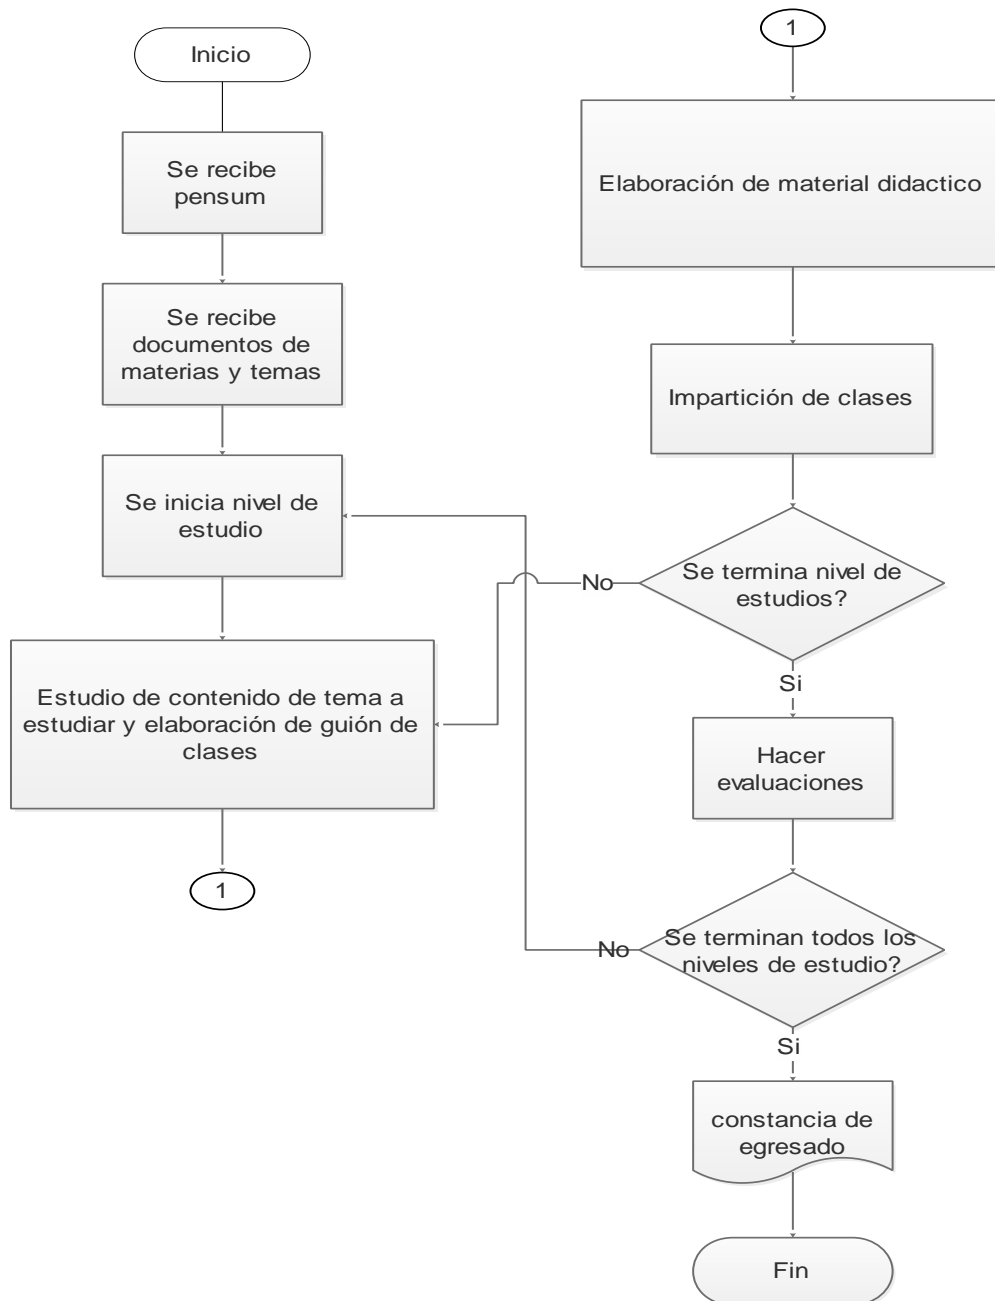 Inicio
Se recibe
pensum
Se recibe
documentos de
materias y temas
Se inicia nivel de
estudio
Estudio de contenido de tema a
estudiar y elaboración de guión de
clases
1
1
Elaboración de material didactico
Impartición de clases
Se termina nivel de
estudios?
No
Si
Hacer
evaluaciones
Se terminan todos los
niveles de estudio?
No
Si
constancia de
egresado
Fin